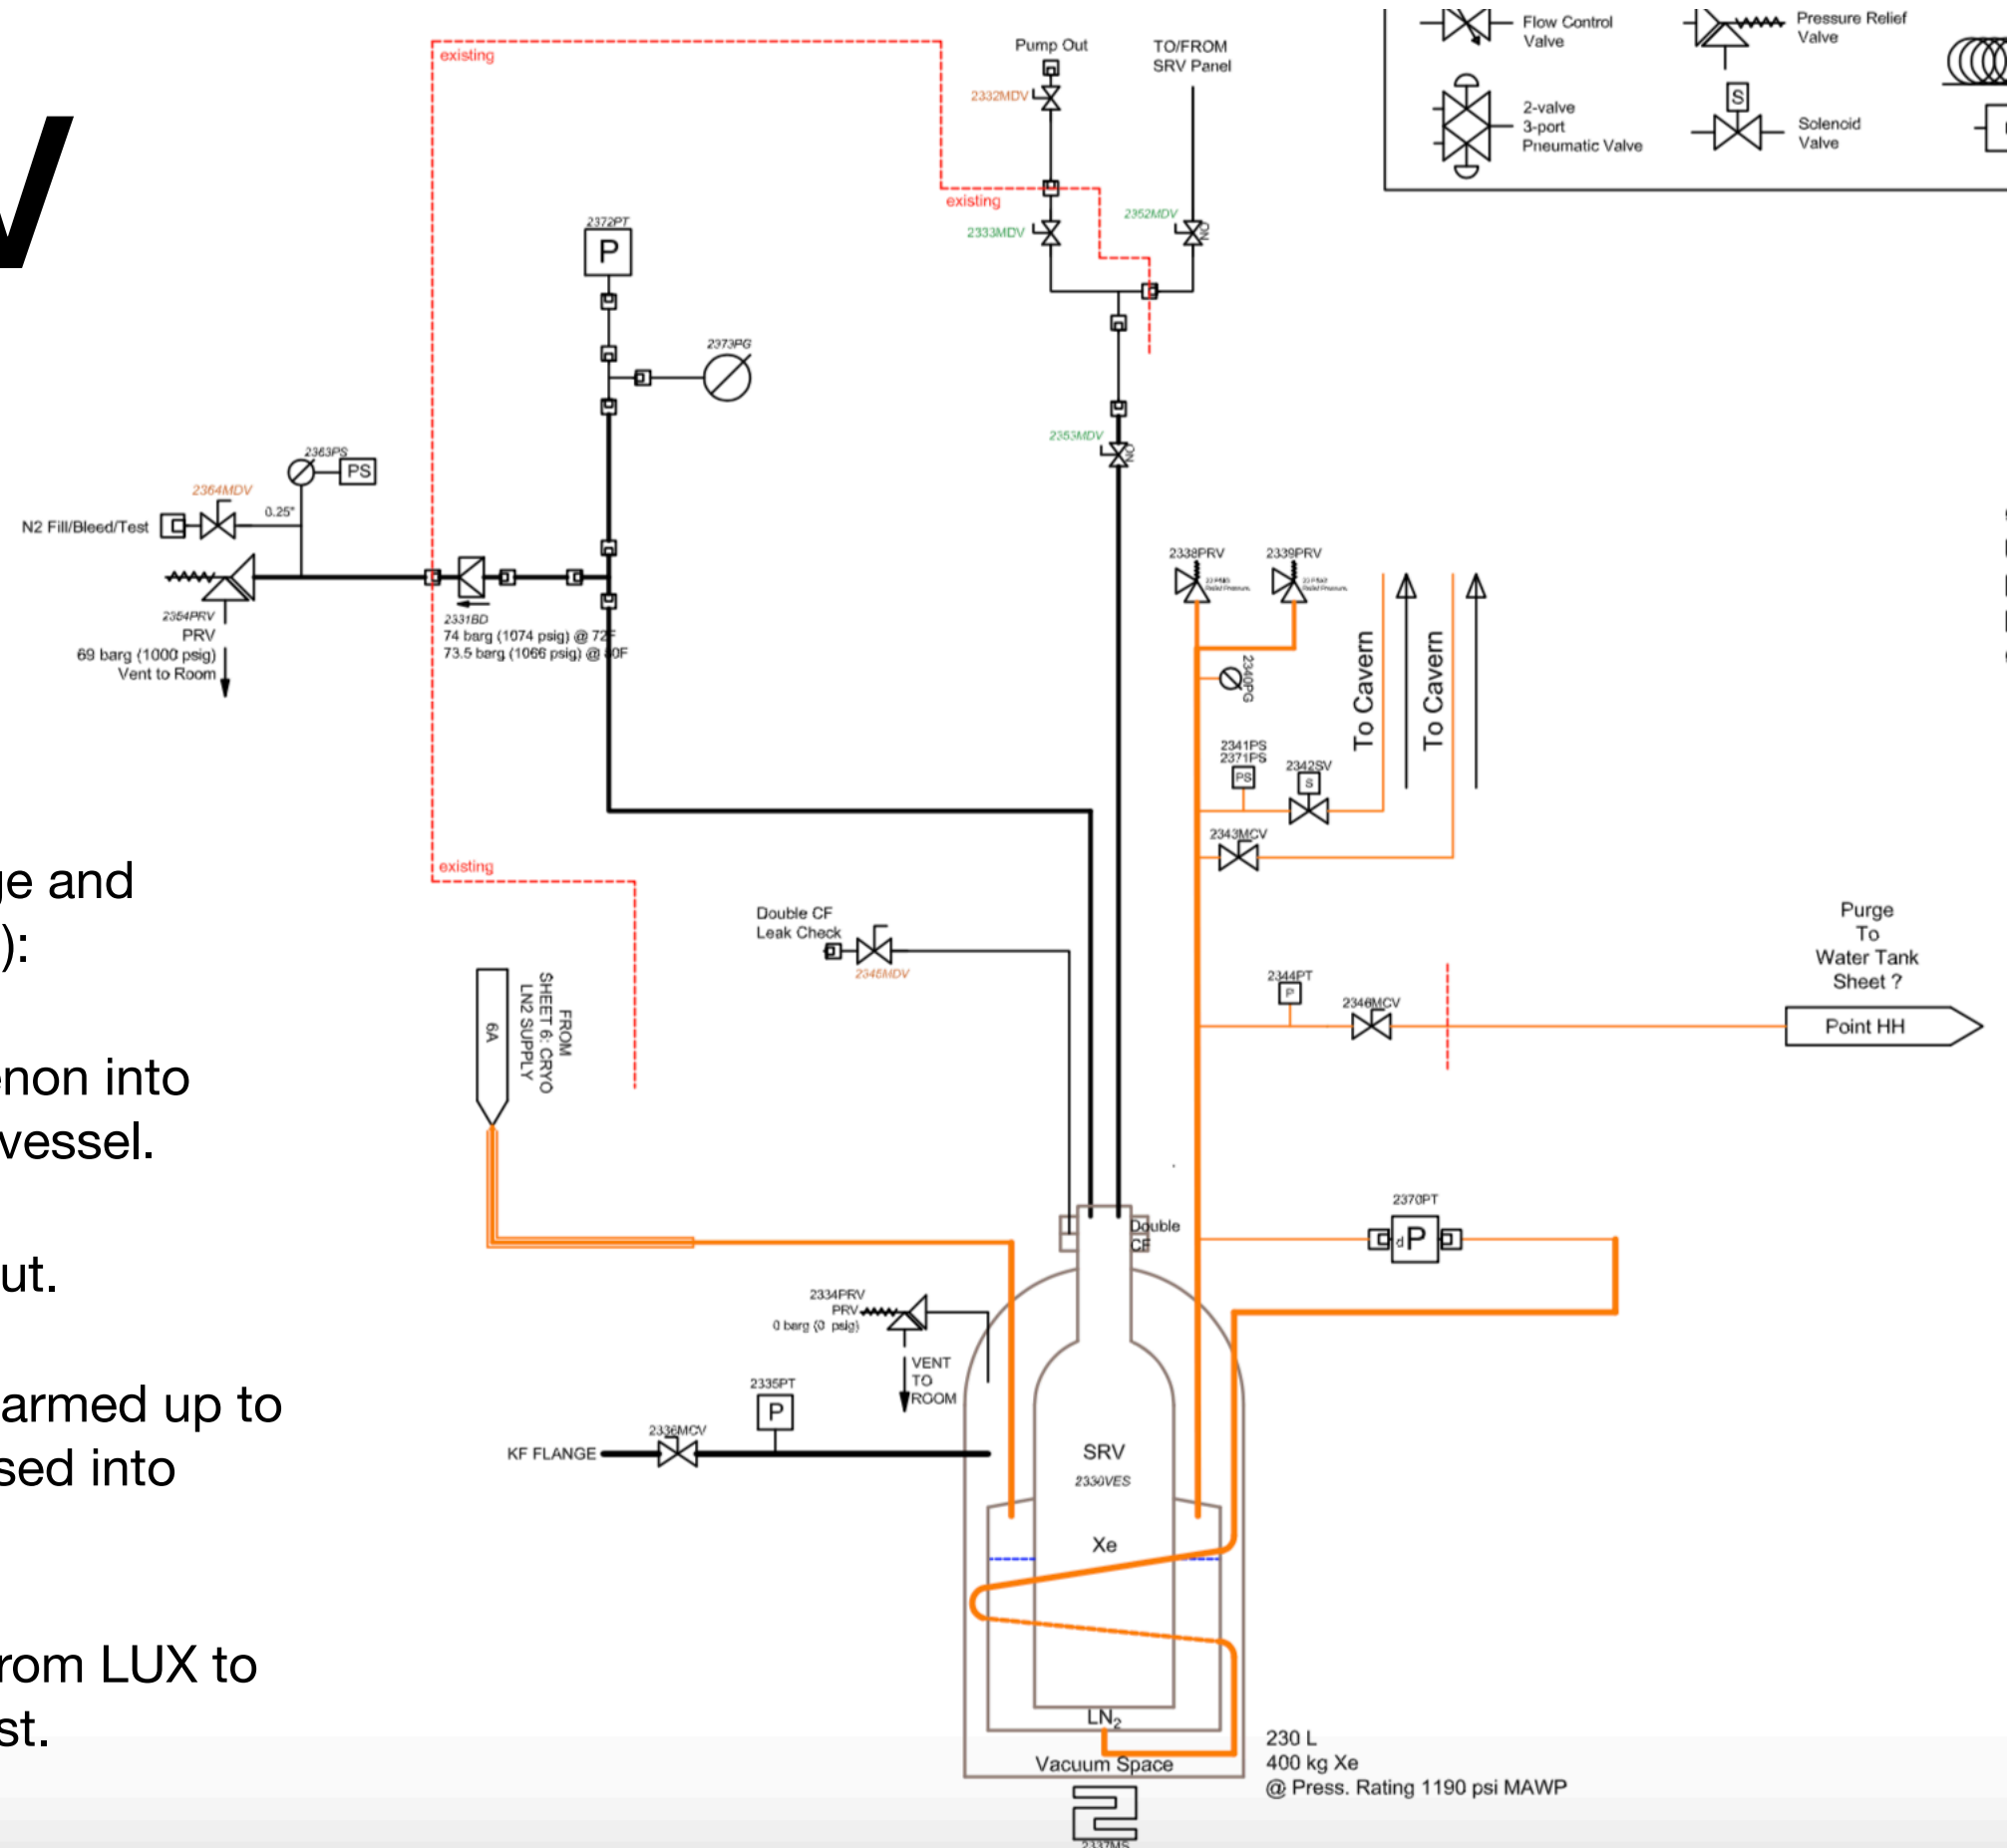 V
ge and
):
enon into
vessel.
ut.
armed up to
sed into
rom LUX to
st.
existing
Pump Out
TO/FROM
SRV Panel
2332MDV
existing
2333MDV
2352MDV
NO
Flow Control
Valve
Pressure Relief
Valve
2-valve
3-port
Pneumatic Valve
S
Solenoid
Valve
2372PT
P
2373PG
2353MDV
NO
2363PS
PS
2364MDV
0.25"
N2 Fill/Bleed/Test
2354PRV
PRV
69 barg (1000 psig)
Vent to Room
2331BD
74 barg (1074 psig) @ 72F
73.5 barg (1066 psig) @ 80F
2338PRV
2339PRV
2340PG
To Cavern
To Cavern
2341PS
2371PS
PS
2342SV
S
2343MCV
existing
Double CF
Leak Check
2345MDV
6A
FROM
SHEET 6: CRYO
LN2 SUPPLY
Purge
To
Water Tank
Sheet ?
Point HH
2344PT
P
2346MCV
2370PT
dP
Double
CF
2334PRV
PRV
0 barg (0 psig)
VENT
TO
ROOM
2335PT
P
2336MCV
KF FLANGE
SRV
2330VES
Xe
LN2
Vacuum Space
2337MS
230 L
400 kg Xe
@ Press. Rating 1190 psi MAWP